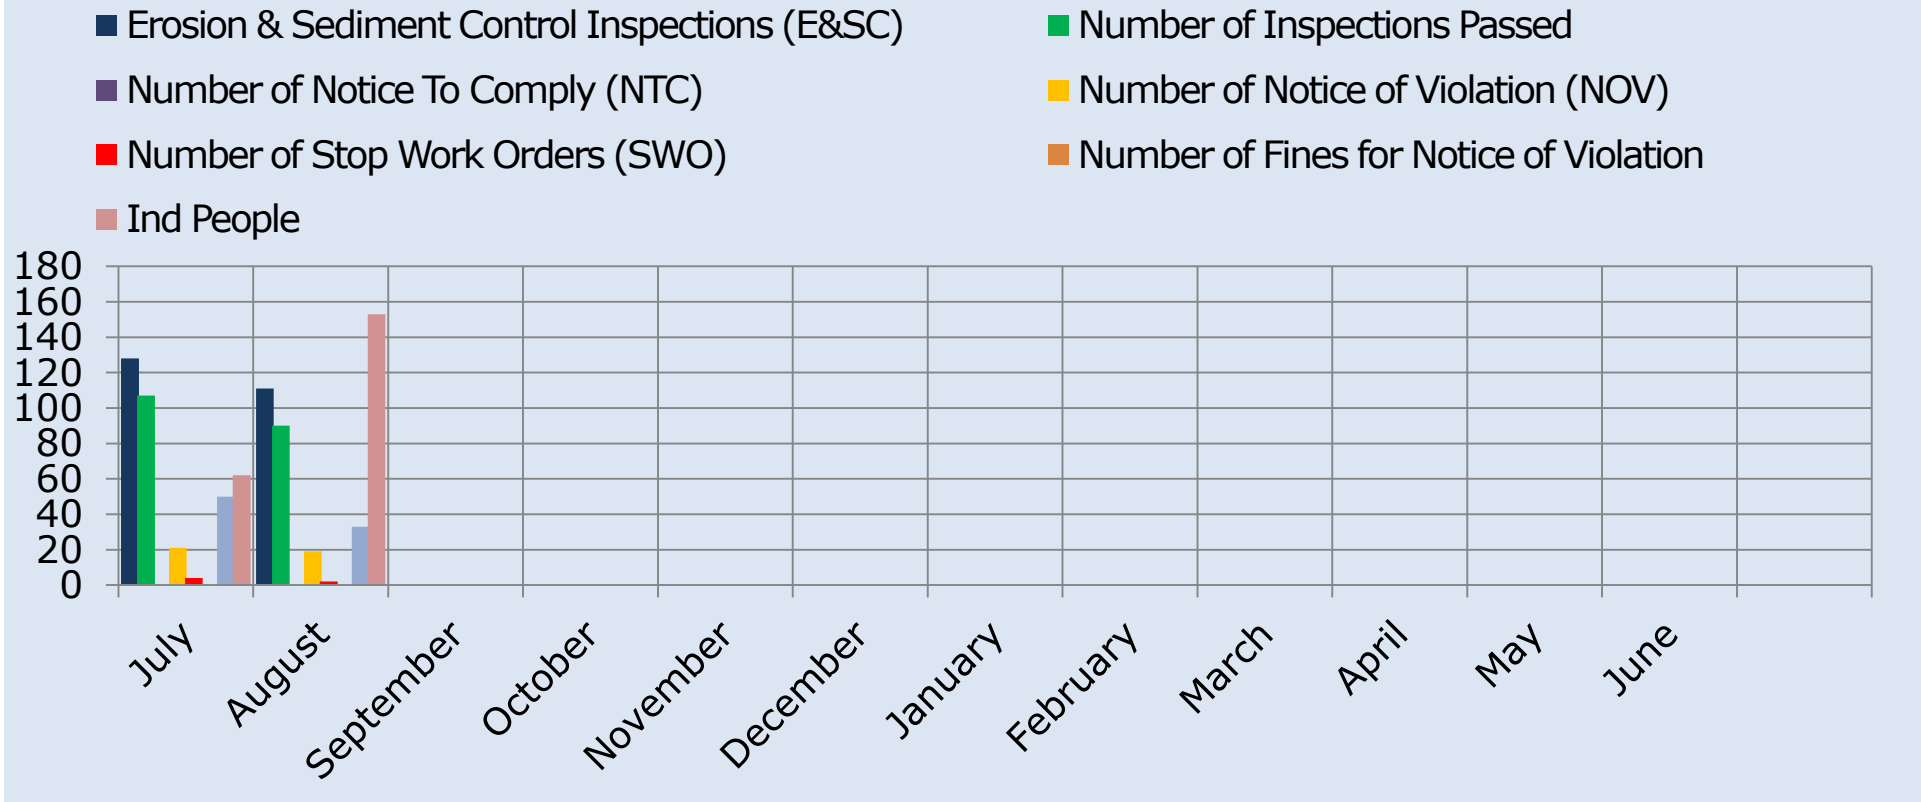 Erosion & Sediment Control Inspections (E&SC)
Number of Inspections Passed
Number of Notice To Comply (NTC)
Number of Notice of Violation (NOV)
Number of Stop Work Orders (SWO)
Number of Fines for Notice of Violation
Ind People
180
160
140
120
100
80
60
40
20
0
July
August
September
October
November
December
January
February
March
April
May
June